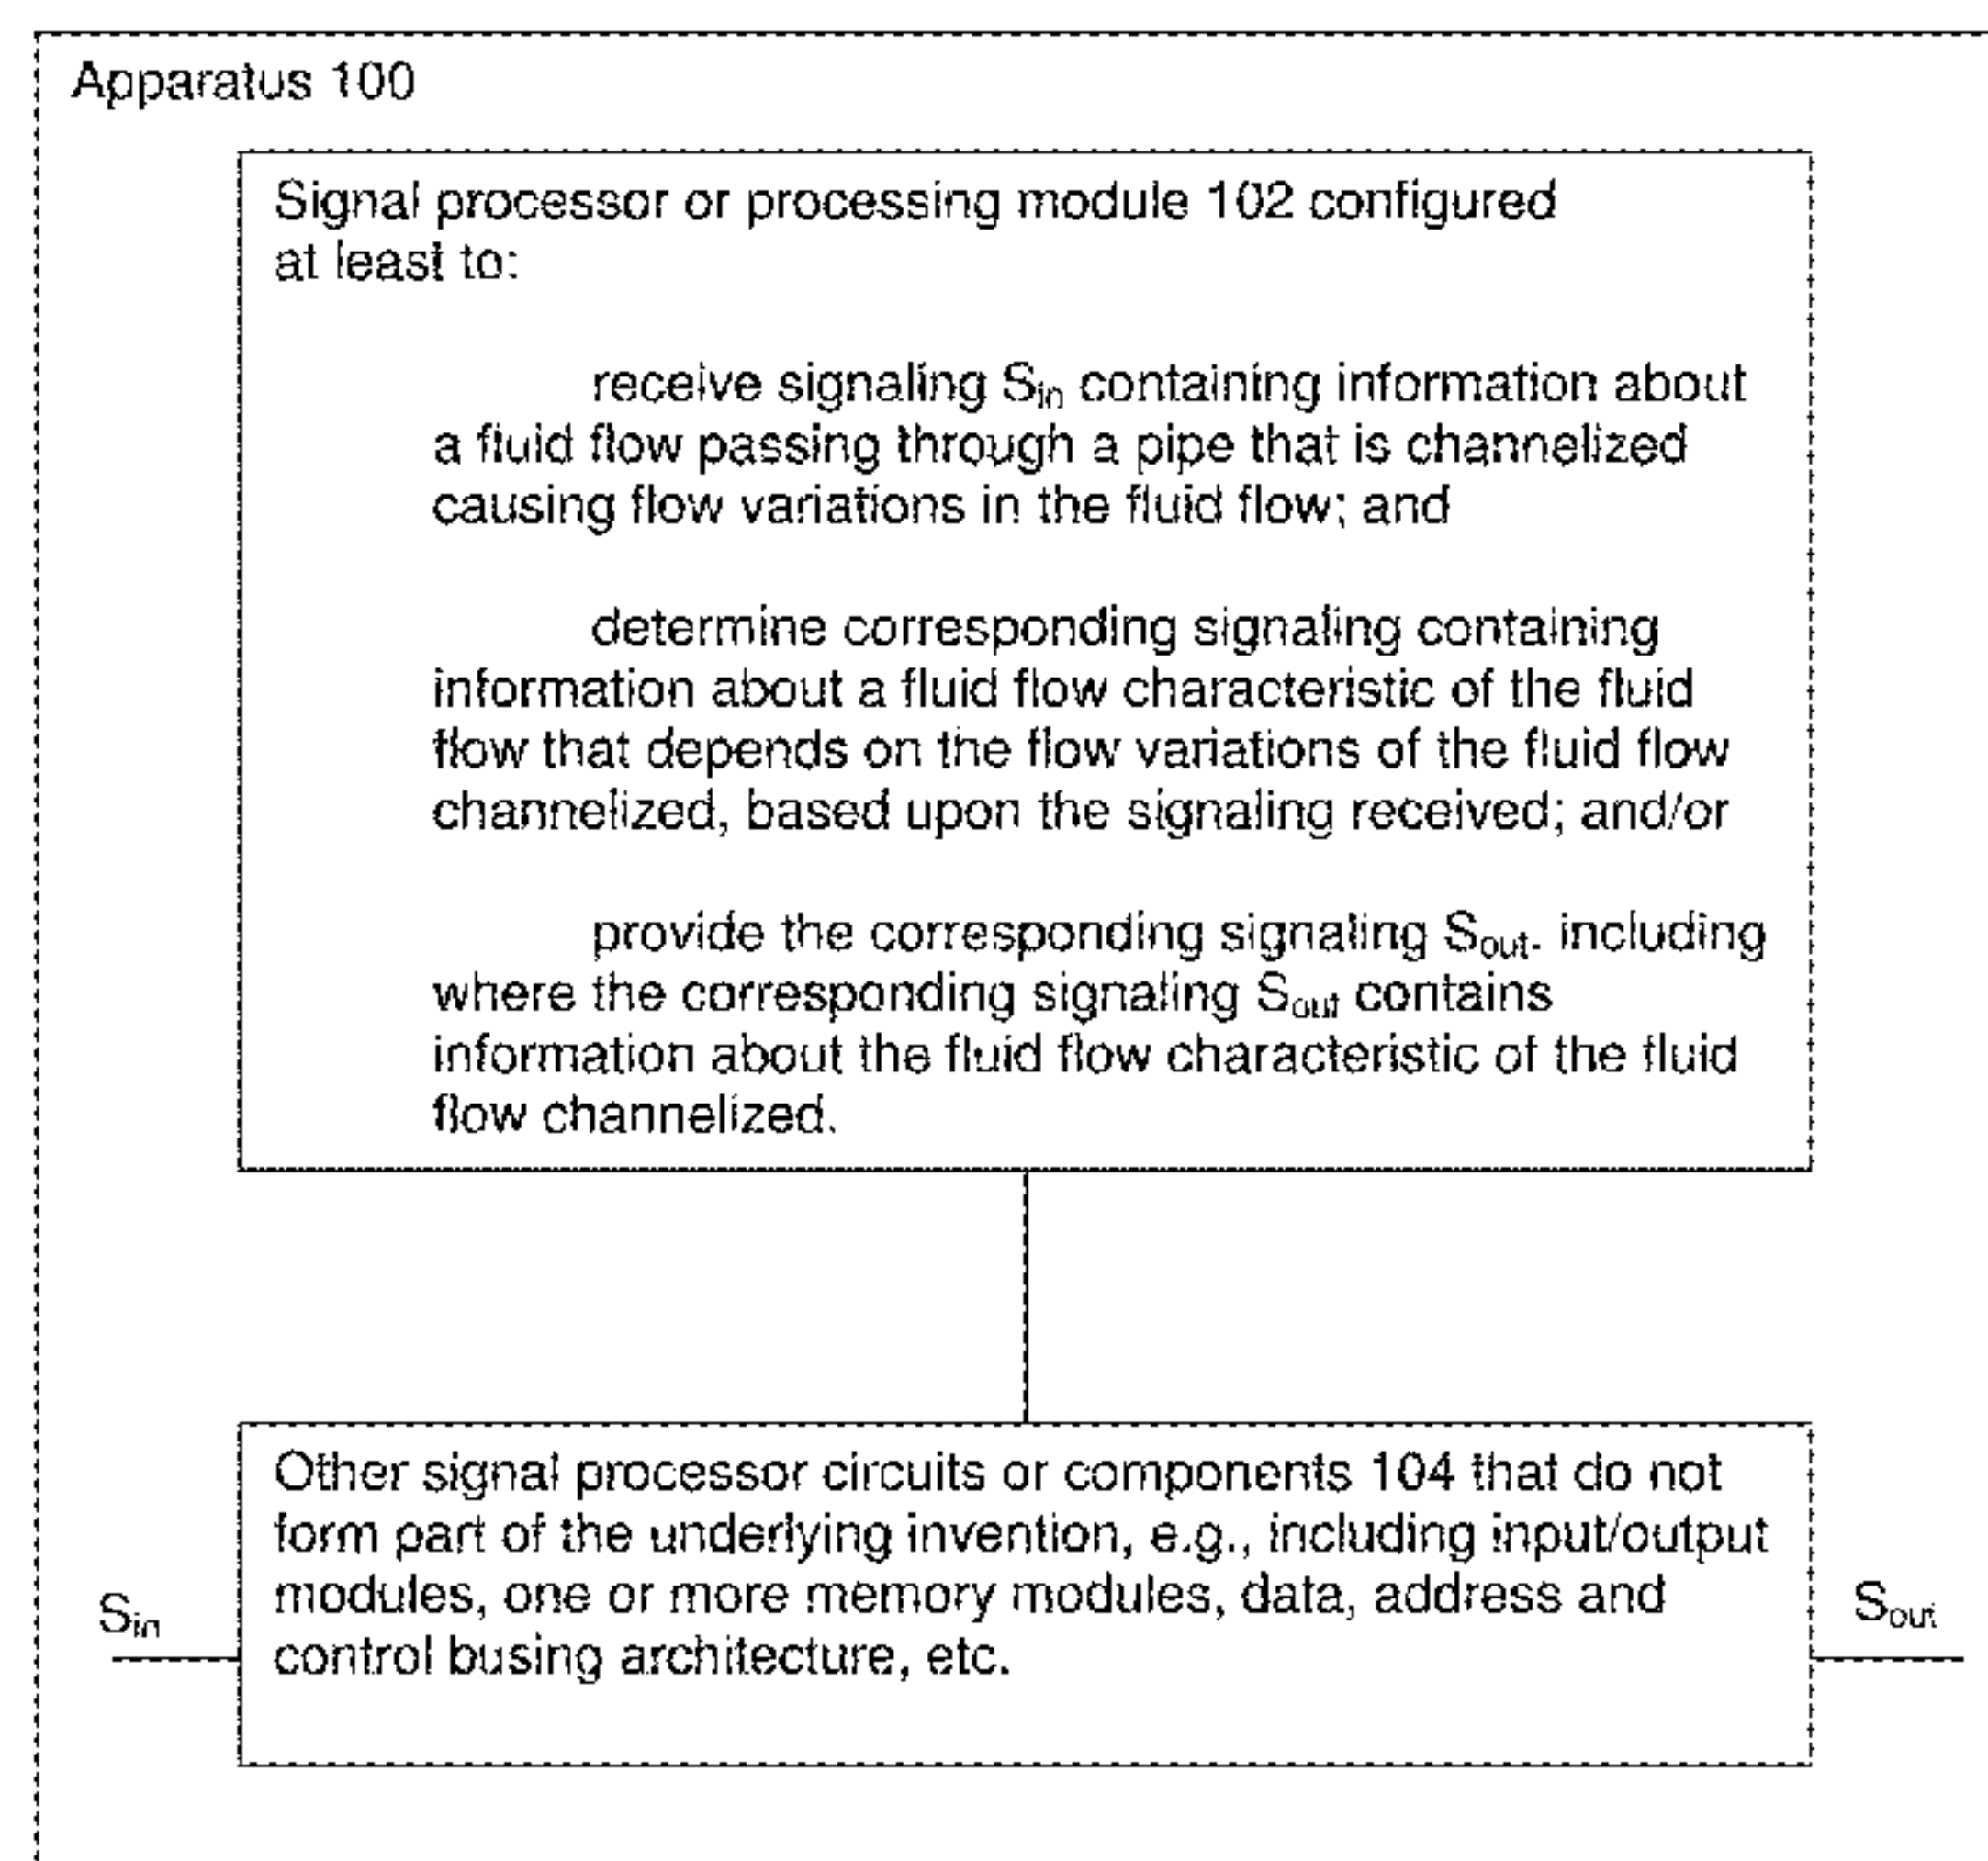 Apparatus 100
Signal processor or processing module 102 configured
at least to:
receive signaling Sin containing information about
a fluid flow passing through a pipe that is channelized
causing flow variations in the fluid flow; and
determine corresponding signaling containing
information about a fluid flow characteristic of the fluid
flow that depends on the flow variations of the fluid flow
channelized, based upon the signaling received; and/or
provide the corresponding signaling Sout. including
where the corresponding signaling Sout contains
information about the fluid flow characteristic of the fluid
flow channelized.
Other signal processor circuits or components 104 that do not
form part of the underlying invention, e.g., including input/output
modules, one or more memory modules, data, address and
control busing architecture, etc.
Sin
Sout